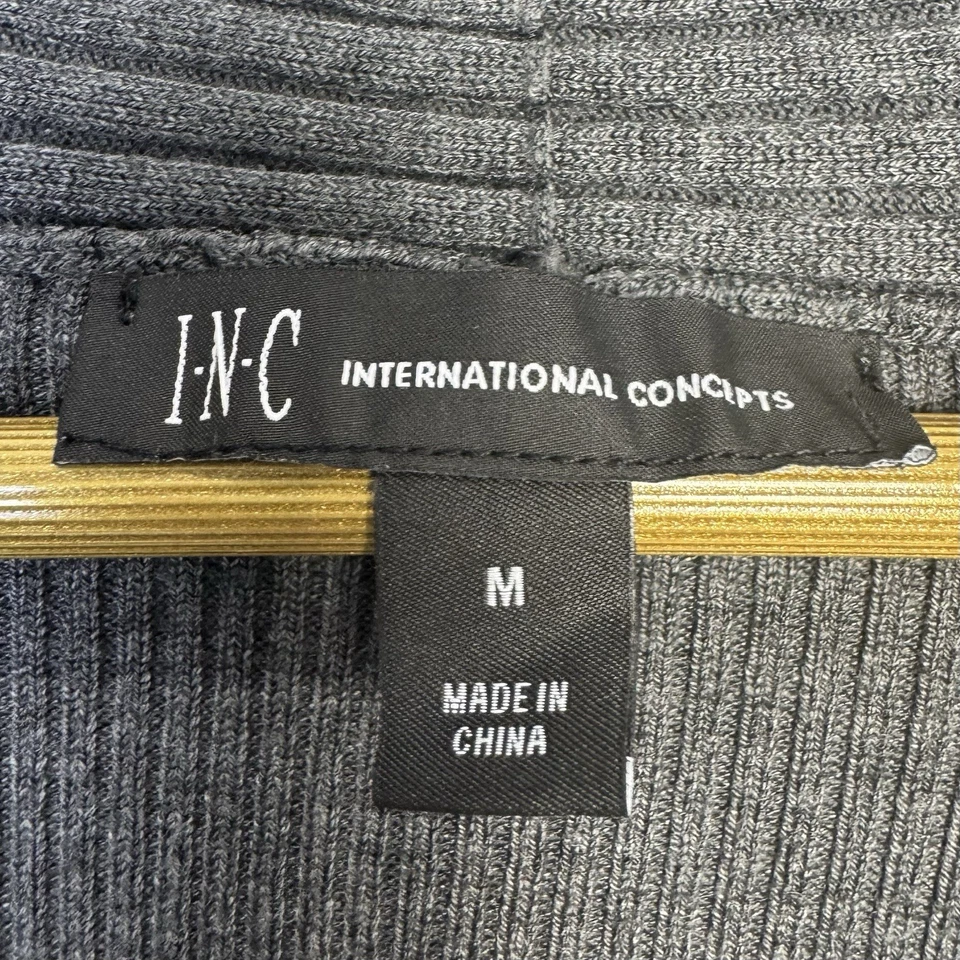 I·N·C INTERNATIONAL CONCEPTS
M
MADE IN
CHINA